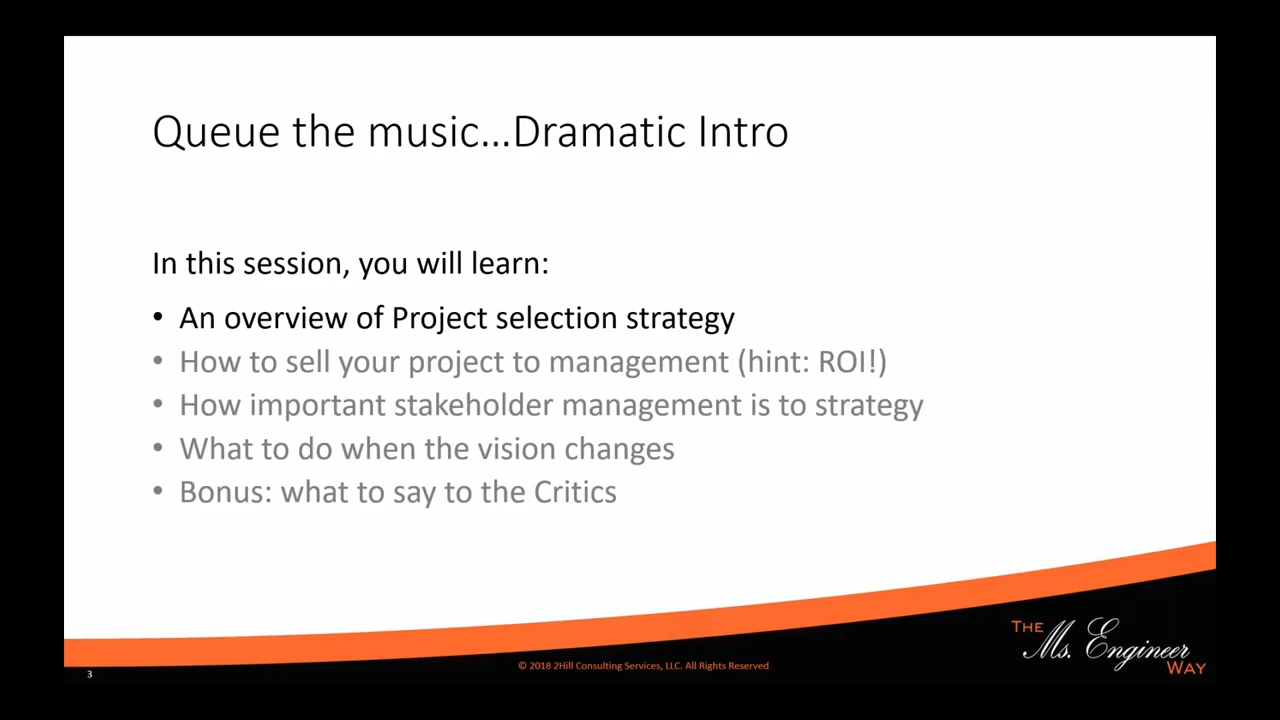 Queue the music...Dramatic Intro
In this session, you will learn:
• An overview of Project selection strategy
• How to sell your project to management (hint: ROI!)
• How important stakeholder management is to strategy
• What to do when the vision changes
• Bonus: what to say to the Critics
THE
Ms. Engineer
WAY
© 2018 2Hill Consulting Services, LLC. All Rights Reserved
3